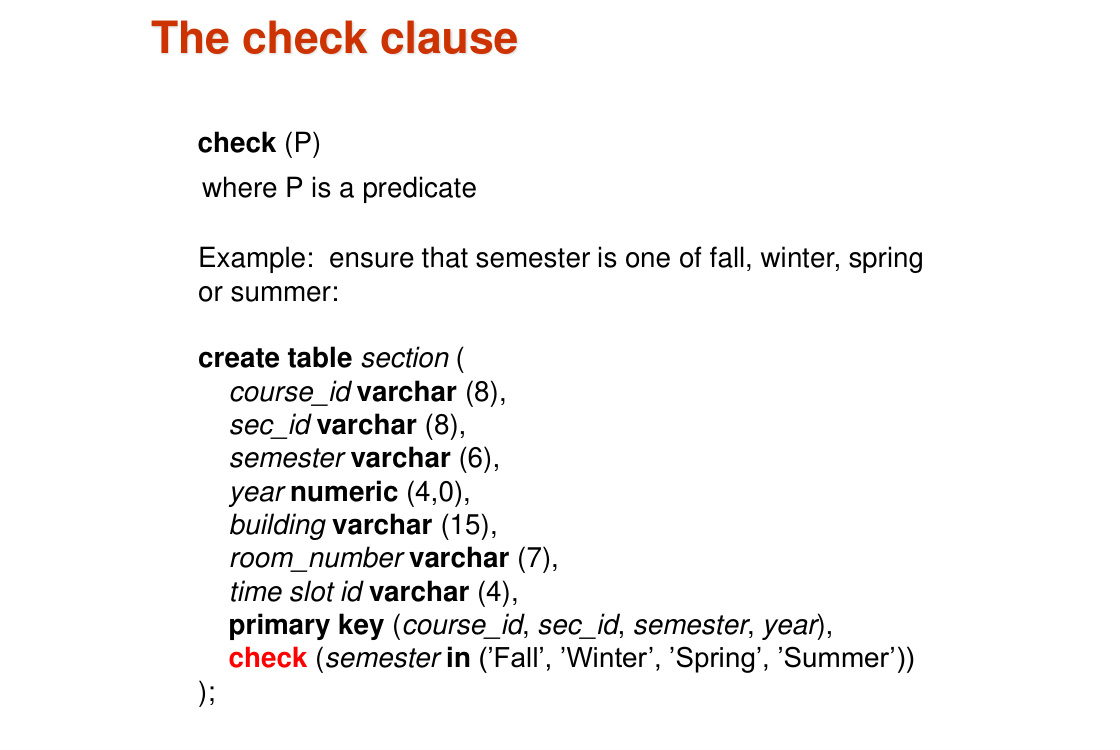 The check clause
check (P)
where P is a predicate
Example:  ensure that semester is one of fall, winter, spring
or summer:
create table section (
course_id varchar (8),
sec_id varchar (8),
semester varchar (6),
year numeric (4,0),
building varchar (15),
room_number varchar (7),
time slot id varchar (4),
primary key (course_id, sec_id, semester, year),
check (semester in (’Fall’, ’Winter’, ’Spring’, ’Summer’))
);